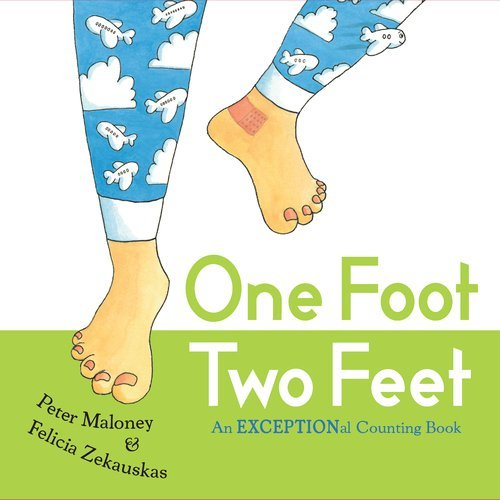 One Foot
Two Feet
An EXCEPTIONal Counting Book
Peter Maloney
&
Felicia Zekauskas